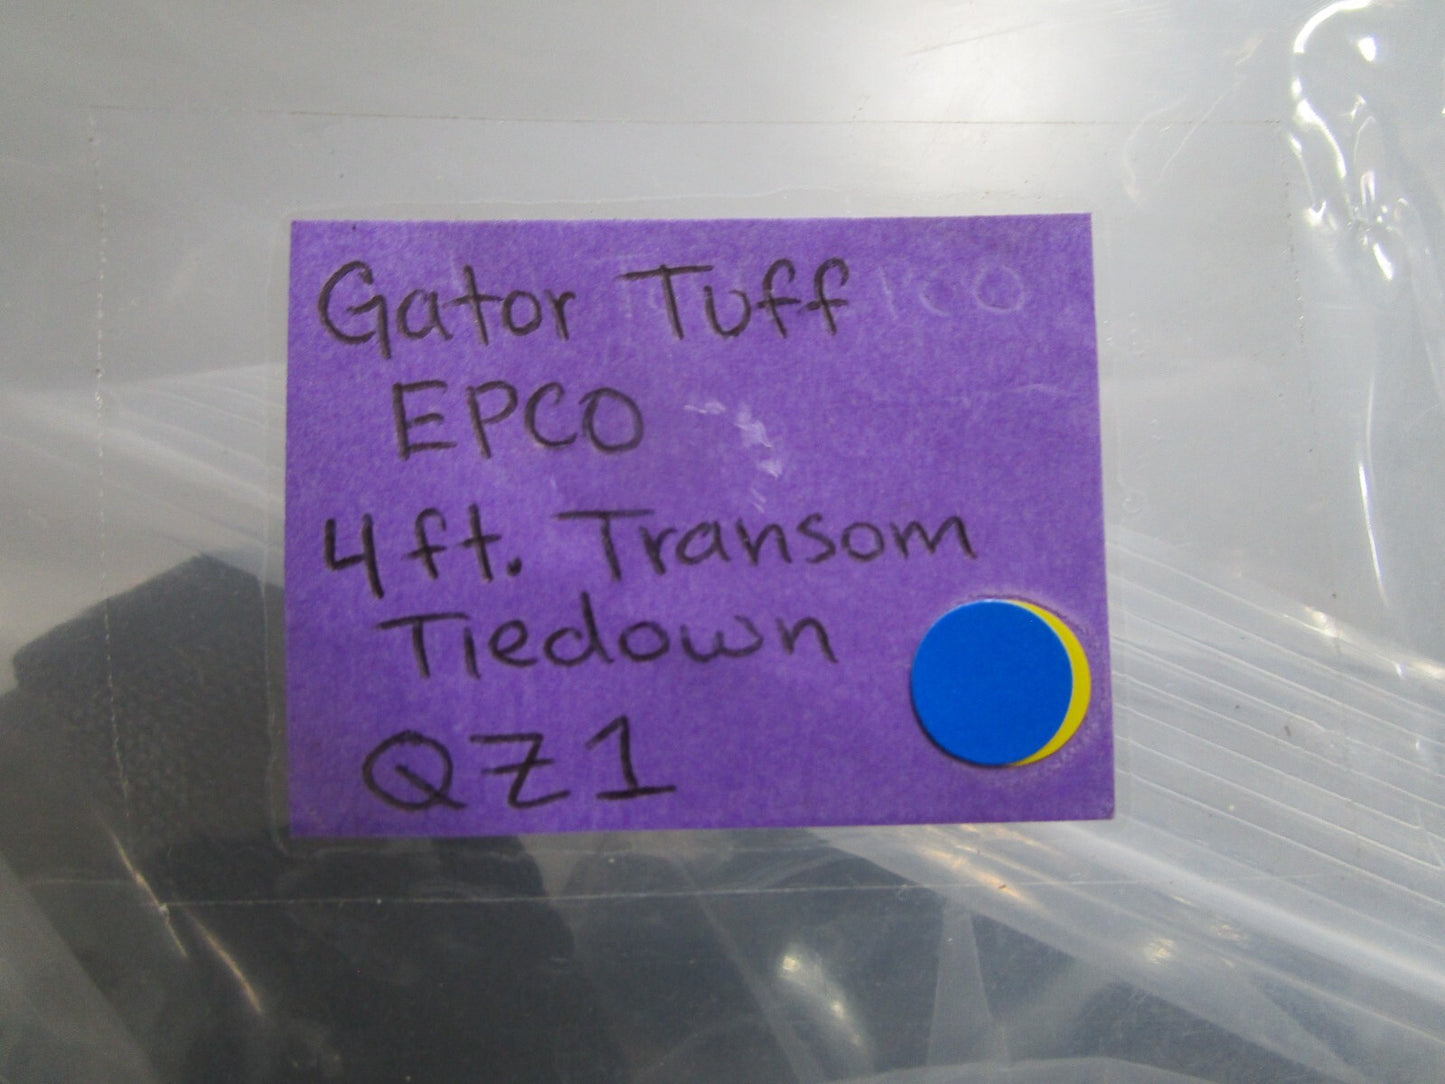 Gator Tuff
EPCO
4ft. Transom
Tiedown
QZ1